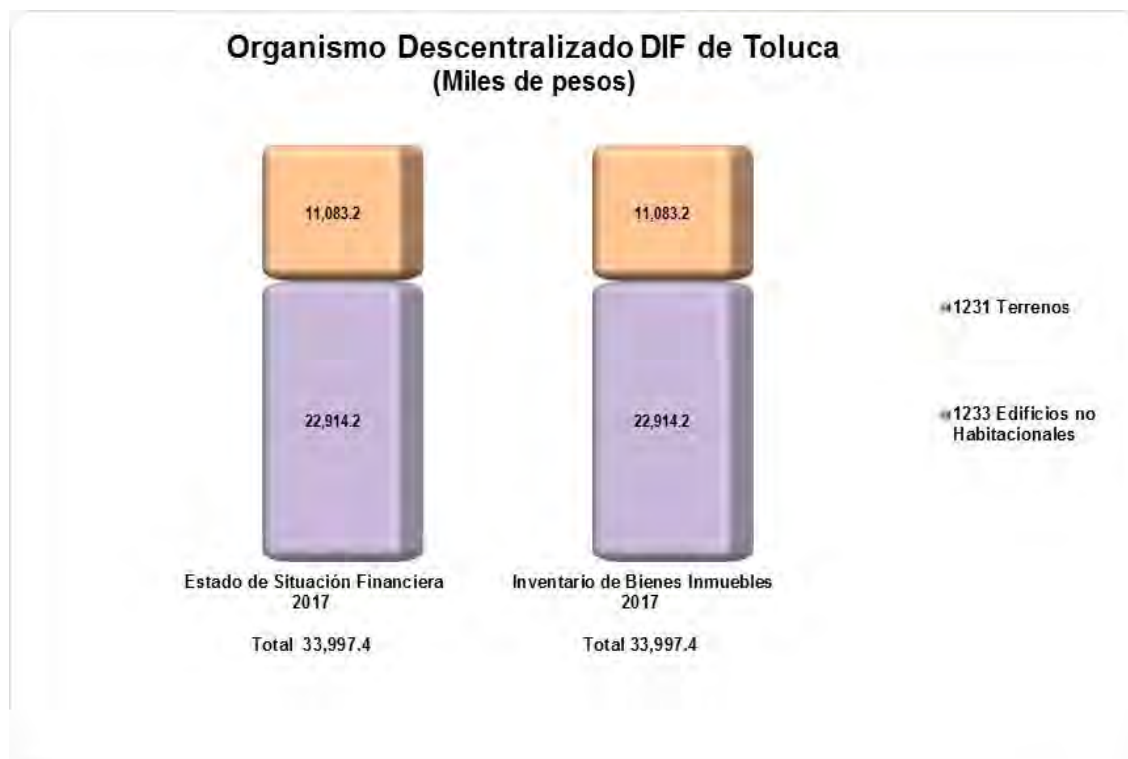 Organismo Descentralizado DIF de Toluca
(Miles de pesos)
11,083.2
11,083.2
22,914.2
22,914.2
1231 Terrenos
1233 Edificios no
Habitacionales
Estado de Situación Financiera
2017
Total 33,997.4
Inventario de Bienes Inmuebles
2017
Total 33,997.4